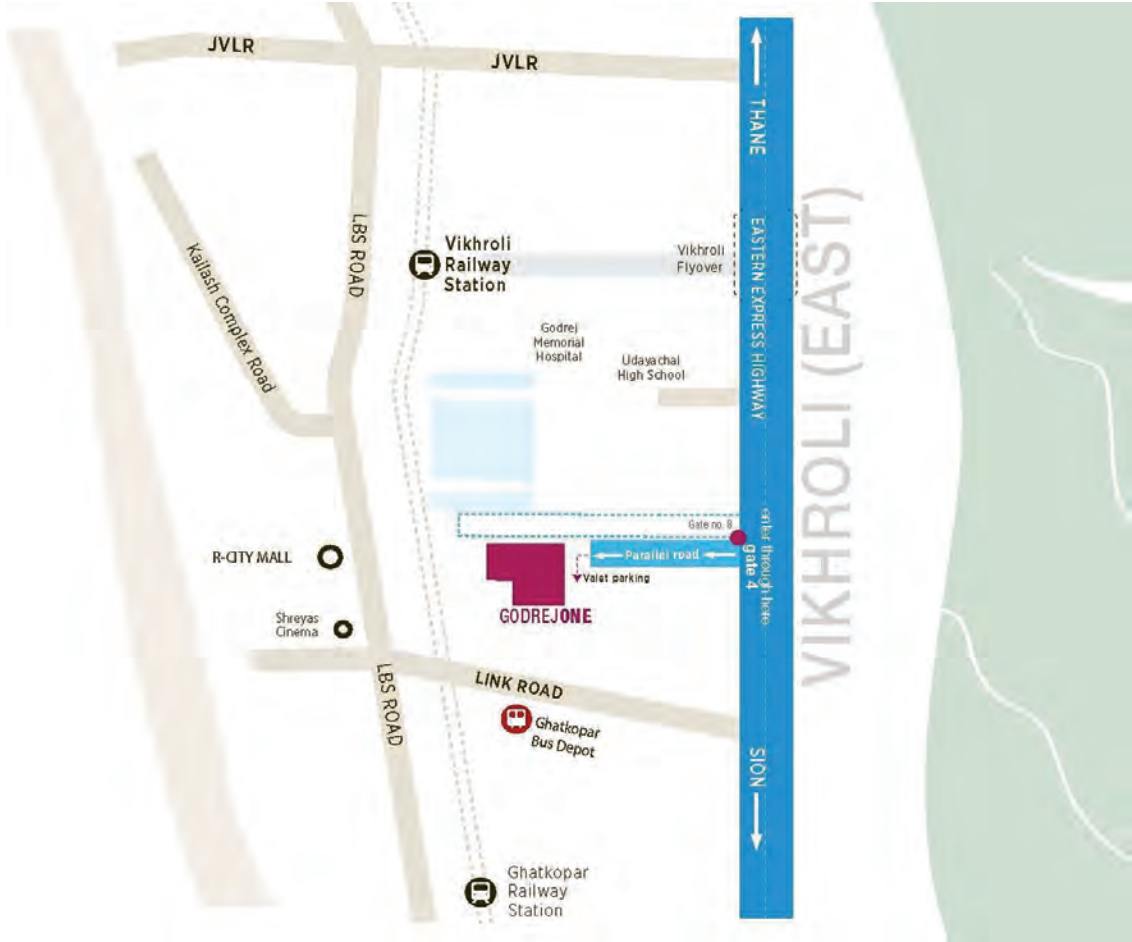 JVLR
JVLR
THANE
LBS ROAD
Kailash Complex Road
Vikhroli
Railway
Station
Vikhroli
Flyover
EASTERN EXPRESS HIGHWAY
VIKHROLI (EAST)
Godrej
Memorial
Hospital
Udayachal
High School
Gate no. 8
enter through here
gate 4
Parallel road
Valet parking
R-CITY MALL
GODREJONE
Shreyas
Cinema
LBS ROAD
LINK ROAD
Ghatkopar
Bus Depot
SION
Ghatkopar
Railway
Station